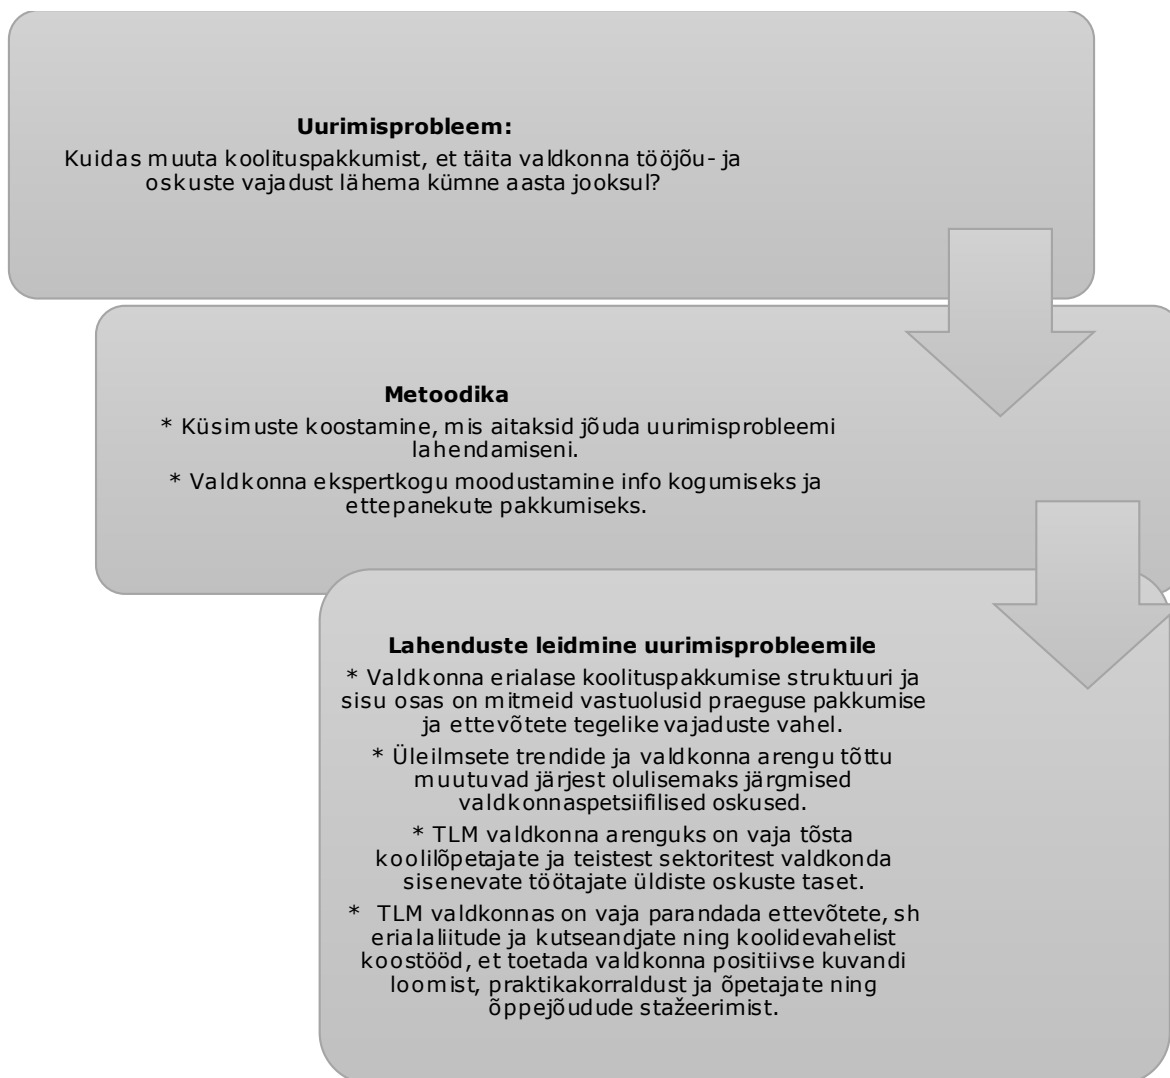 Uurimisprobleem:
Kuidas muuta koolituspakkumist, et täita valdkonna tööjõu- ja
oskuste vajadust lähema kümne aasta jooksul?
Metoodika
* Küsimuste koostamine, mis aitaksid jõuda uurimisprobleemi
lahendamiseni.
* Valdkonna ekspertkogu moodustamine info kogumiseks ja
ettepanekute pakkumiseks.
Lahenduste leidmine uurimisprobleemile
* Valdkonna erialase koolituspakkumise struktuuri ja
sisu osas on mitmeid vastuolusid praeguse pakkumise
ja ettevõtete tegelike vajaduste vahel.
* Üleilmsete trendide ja valdkonna arengu tõttu
muutuvad järjest olulisemaks järgmised
valdkonnaspetsiifilised oskused.
* TLM valdkonna arenguks on vaja tõsta
koolilõpetajate ja teistest sektoritest valdkonda
sisenevate töötajate üldiste oskuste taset.
* TLM valdkonnas on vaja parandada ettevõtete, sh
erialaliitude ja kutseandjate ning koolidevahelist
koostööd, et toetada valdkonna positiivse kuvandi
loomist, praktikakorraldust ja õpetajate ning
õppejõudude stažeerimist.